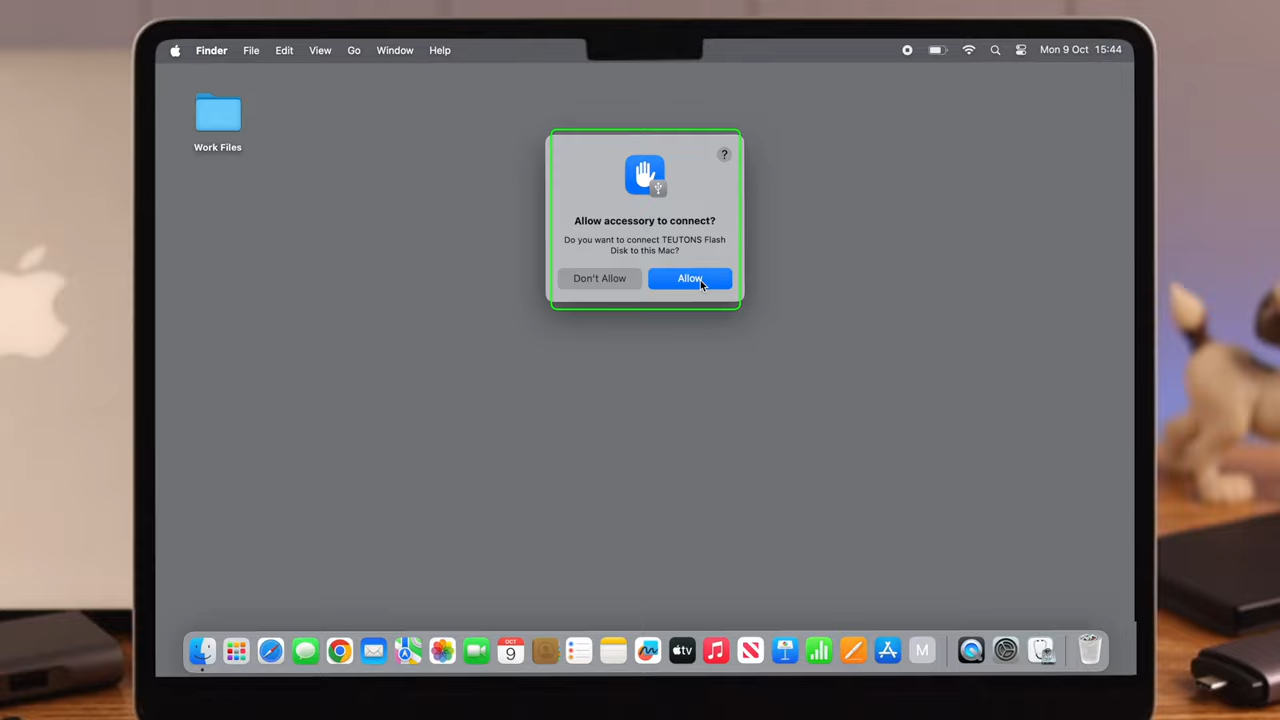 Finder File Edit View Go Window Help
Mon 9 Oct 15:44
Work Files
?
Allow accessory to connect?
Do you want to connect TEUTONS Flash
Disk to this Mac?
Don't Allow
Allow
OCT
9
tv
M